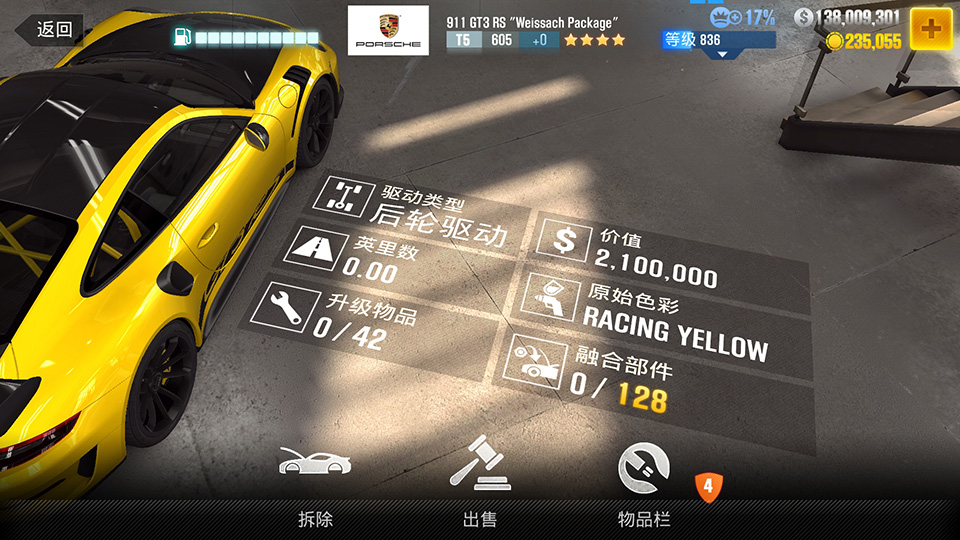 返回
PORSCHE
911 GT3 RS "Weissach Package"
T5 605 +0
17%
等级 836
138,009,301
235,055
驱动类型
后轮驱动
英里数
0.00
升级物品
0/42
价值
2,100,000
原始色彩
RACING YELLOW
融合部件
0/128
拆除
出售
物品栏
4